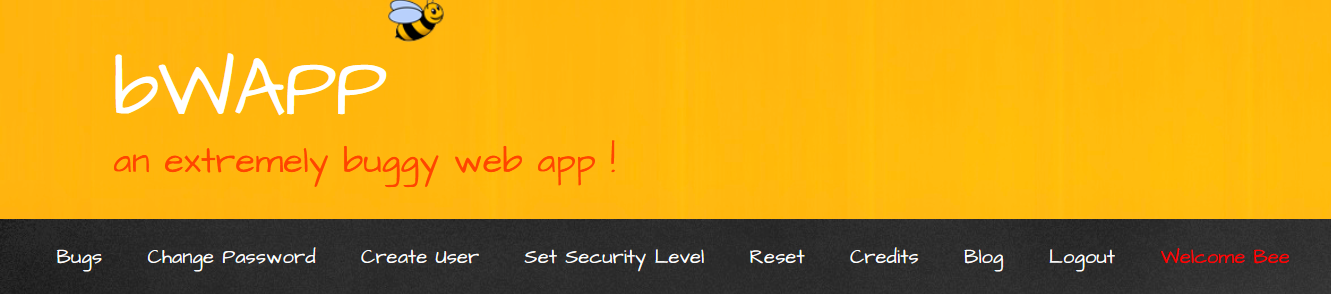 bWAPP
an extremely buggy web app !
Bugs Change Password Create User Set Security Level Reset Credits Blog Logout Welcome Bee